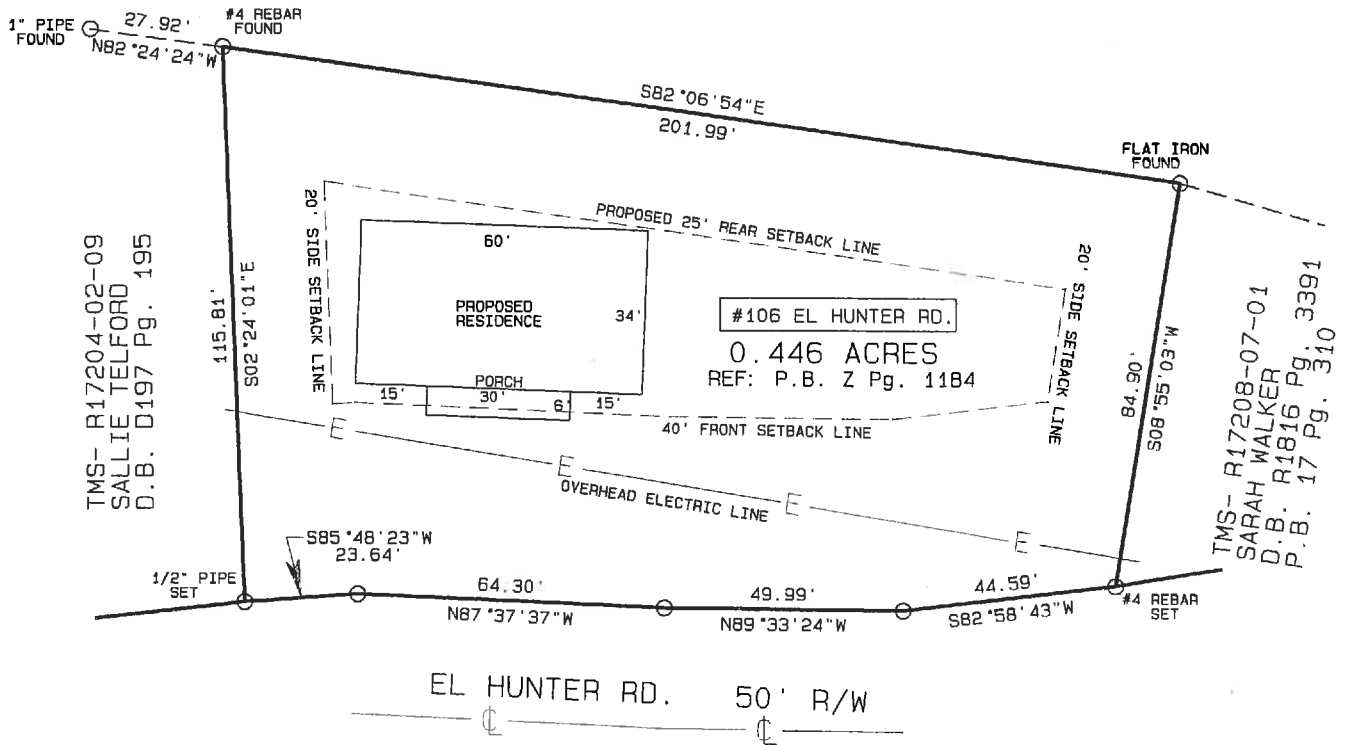 1" PIPE
FOUND
27.92'
N82°24'24"W
#4 REBAR
FOUND
S82°06'54"E
201.99'
FLAT IRON
FOUND
TMS- R17204-02-09
SALLIE TELFORD
D.B. D197 Pg. 195
115.81'
S02°24'01"E
20' SIDE SETBACK LINE
PROPOSED 25' REAR SETBACK LINE
60'
PROPOSED
RESIDENCE
34'
PORCH
15'
30'
6'
15'
#106 EL HUNTER RD.
0.446 ACRES
REF: P.B. Z Pg. 1184
40' FRONT SETBACK LINE
20' SIDE SETBACK LINE
84.90'
S08°55'03"W
TMS- R17208-07-01
SARAH WALKER
D.B. R1816 Pg. 3391
P.B. 17 Pg. 310
E
E
E
E
OVERHEAD ELECTRIC LINE
S85°48'23"W
23.64'
1/2" PIPE
SET
64.30'
N87°37'37"W
49.99'
N89°33'24"W
44.59'
S82°58'43"W
#4 REBAR
SET
EL HUNTER RD. 50' R/W
℄ ℄